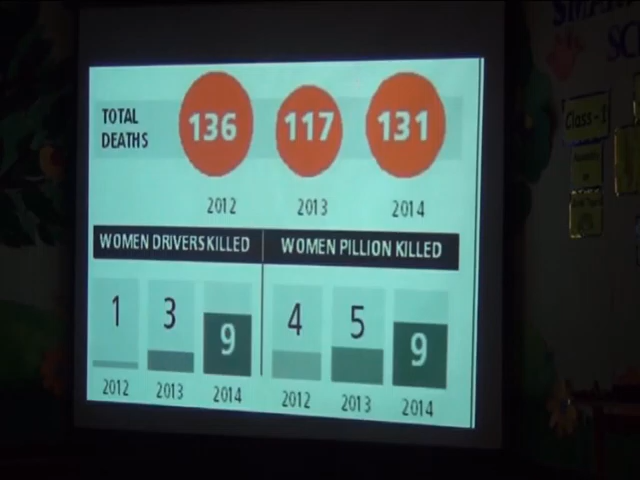 TOTAL
DEATHS
136 117 131
2012 2013 2014
WOMEN DRIVERS KILLED WOMEN PILLION KILLED
1 3 9 4 5 9
2012 2013 2014 2012 2013 2014
Class - I